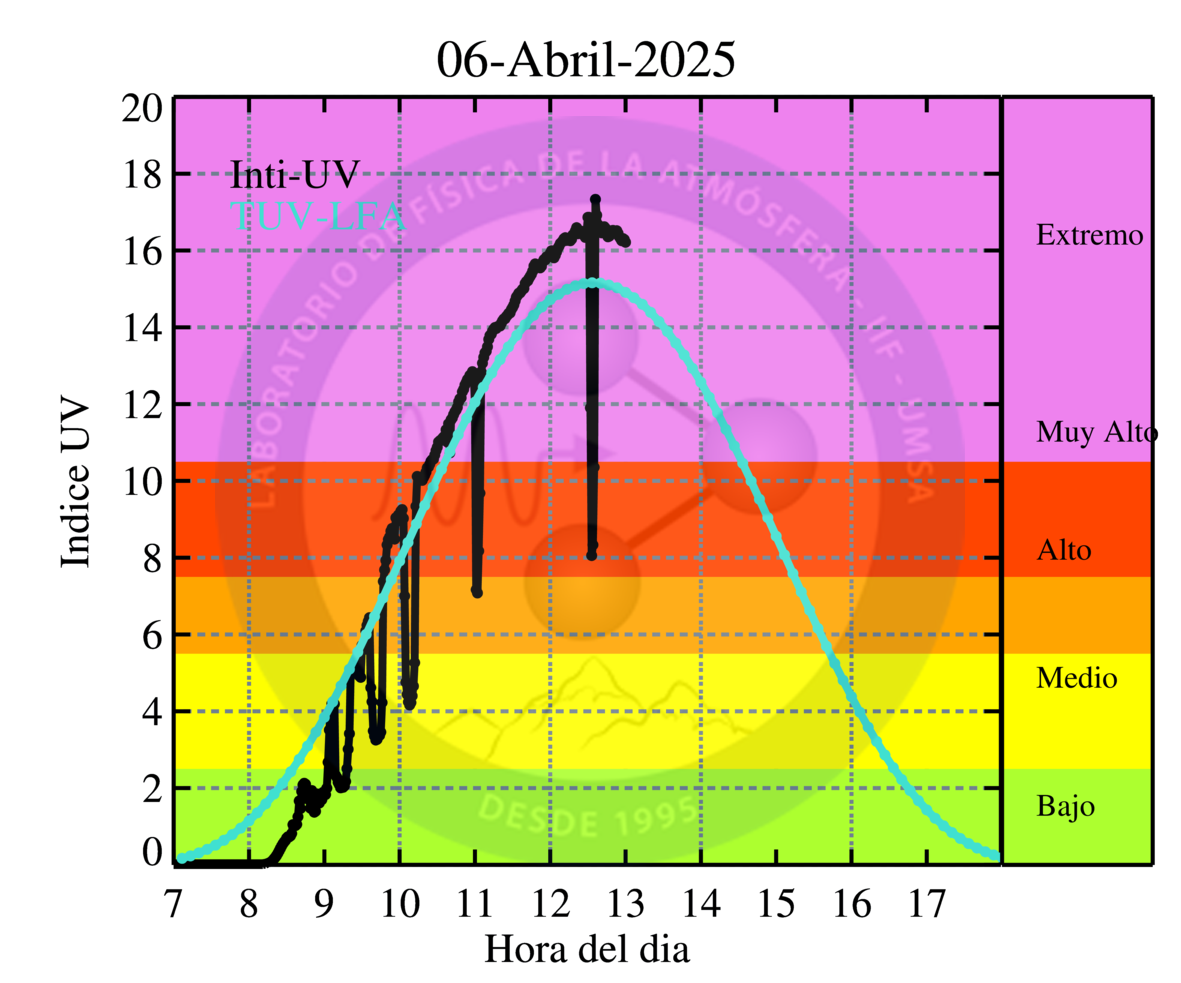 06-Abril-2025
20
18
16
14
12
10
8
6
4
2
0
Indice UV
Inti-UV
TUV-LFA
LABORATORIO DE FÍSICA DE LA ATMÓSFERA - IIF - UMSA
DESDE 1995
Extremo
Muy Alto
Alto
Medio
Bajo
7 8 9 10 11 12 13 14 15 16 17
Hora del dia